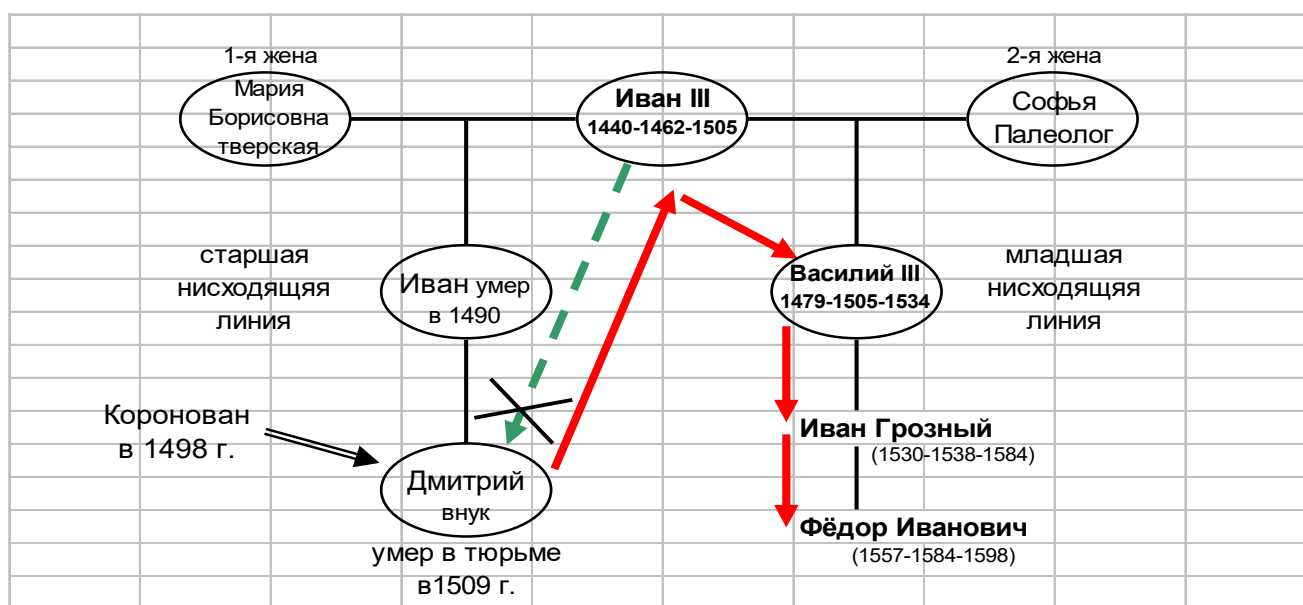 1-я жена
Мария
Борисовна
тверская
Иван III
1440-1462-1505
2-я жена
Софья
Палеолог
старшая
нисходящяя
линия
Иван умер
в 1490
Василий III
1479-1505-1534
младшая
нисходящяя
линия
Коронован
в 1498 г.
Дмитрий
внук
умер в тюрьме
в1509 г.
Иван Грозный
(1530-1538-1584)
Фёдор Иванович
(1557-1584-1598)